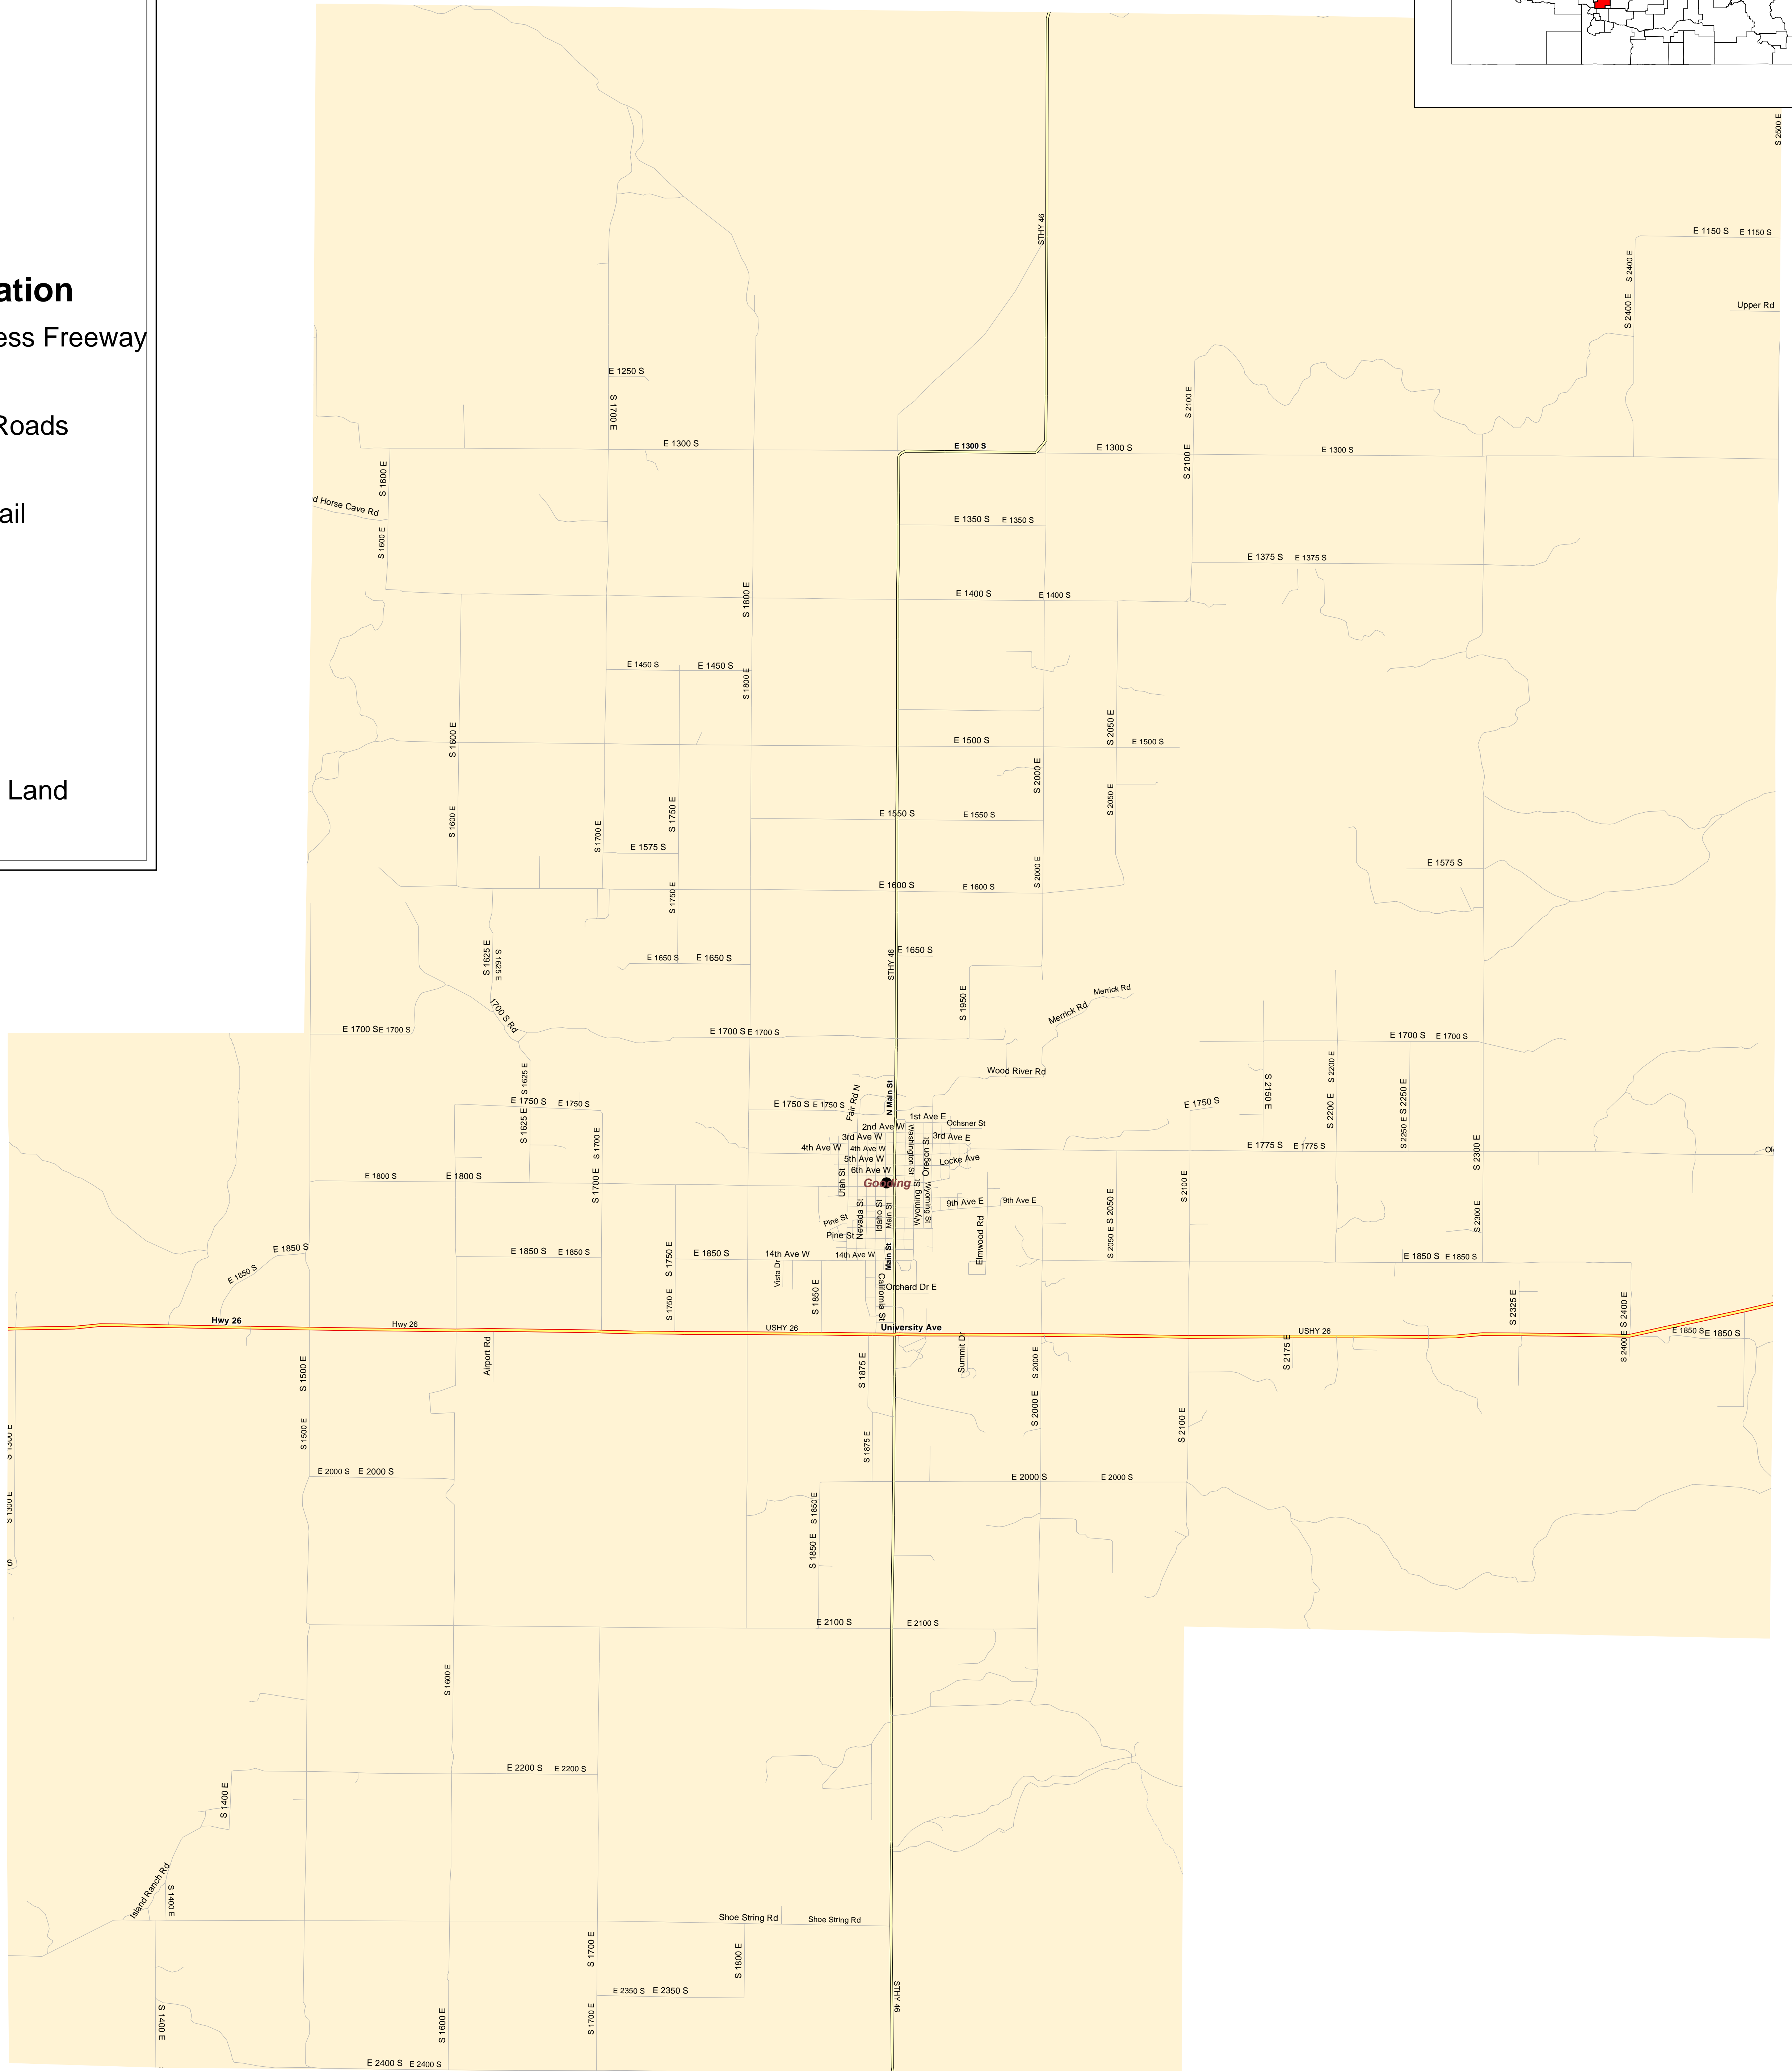 ation
ess Freeway
Roads
ail
Land
S 2500 E
STHY 46
E 1150 S
E 1150 S
S 2400 E
S 2400 E
Upper Rd
E 1250 S
S 1700 E
S 2100 E
E 1300 S
E 1300 S
E 1300 S
E 1300 S
S 2100 E
S 1600 E
d Horse Cave Rd
S 1600 E
E 1350 S
E 1350 S
E 1375 S
E 1375 S
S 1800 E
E 1400 S
E 1400 S
E 1450 S
E 1450 S
S 1800 E
S 1600 E
S 2050 E
E 1500 S
E 1500 S
S 2000 E
S 2050 E
S 1600 E
S 1750 E
S 1700 E
E 1550 S
E 1550 S
E 1575 S
E 1575 S
S 2000 E
S 1750 E
E 1600 S
E 1600 S
S 1625 E
S 1625 E
E 1650 S
E 1650 S
STHY 46
E 1650 S
S 1950 E
Merrick Rd
Merrick Rd
1700 S Rd
E 1700 S
E 1700 S
E 1700 S
E 1700 S
E 1700 S
E 1700 S
Wood River Rd
S 1625 E
S 1625 E
E 1750 S
E 1750 S
E 1750 S
E 1750 S
Fair Rd N
N Main St
E 1750 S
S 2150 E
S 2200 E
S 2200 E
S 2250 E
S 2250 E
1st Ave E
Ochsner St
2nd Ave W
3rd Ave W
3rd Ave E
4th Ave W
4th Ave W
5th Ave W
6th Ave W
Washington St
Oregon St
Locke Ave
S 1700 E
S 1700 E
E 1775 S
E 1775 S
S 2300 E
Ol
E 1800 S
E 1800 S
Utah St
Gooding
S 2100 E
Nevada St
Idaho St
Main St
Wyoming St
Wyoming St
9th Ave E
9th Ave E
Pine St
Pine St
Elmwood Rd
S 2050 E
S 2050 E
S 2300 E
E 1850 S
E 1850 S
E 1850 S
E 1850 S
S 1750 E
E 1850 S
14th Ave W
14th Ave W
Main St
E 1850 S
E 1850 S
Vista Dr
S 1850 E
California St
Orchard Dr E
S 1750 E
S 2325 E
S 2400 E
Hwy 26
Hwy 26
USHY 26
University Ave
USHY 26
E 1850 S
E 1850 S
S 2400 E
Airport Rd
S 1500 E
S 1875 E
Summit Dr
S 2000 E
S 2175 E
S 2000 E
S 2100 E
S 1500 E
S 1300 E
S 1875 E
E 2000 S
E 2000 S
E 2000 S
E 2000 S
S 1300 E
S 1850 E
S 1850 E
S
E 2100 S
E 2100 S
S 1600 E
E 2200 S
E 2200 S
S 1400 E
Island Ranch Rd
S 1400 E
Shoe String Rd
Shoe String Rd
S 1700 E
S 1800 E
E 2350 S
E 2350 S
STHY 46
S 1400 E
S 1600 E
S 1700 E
E 2400 S
E 2400 S